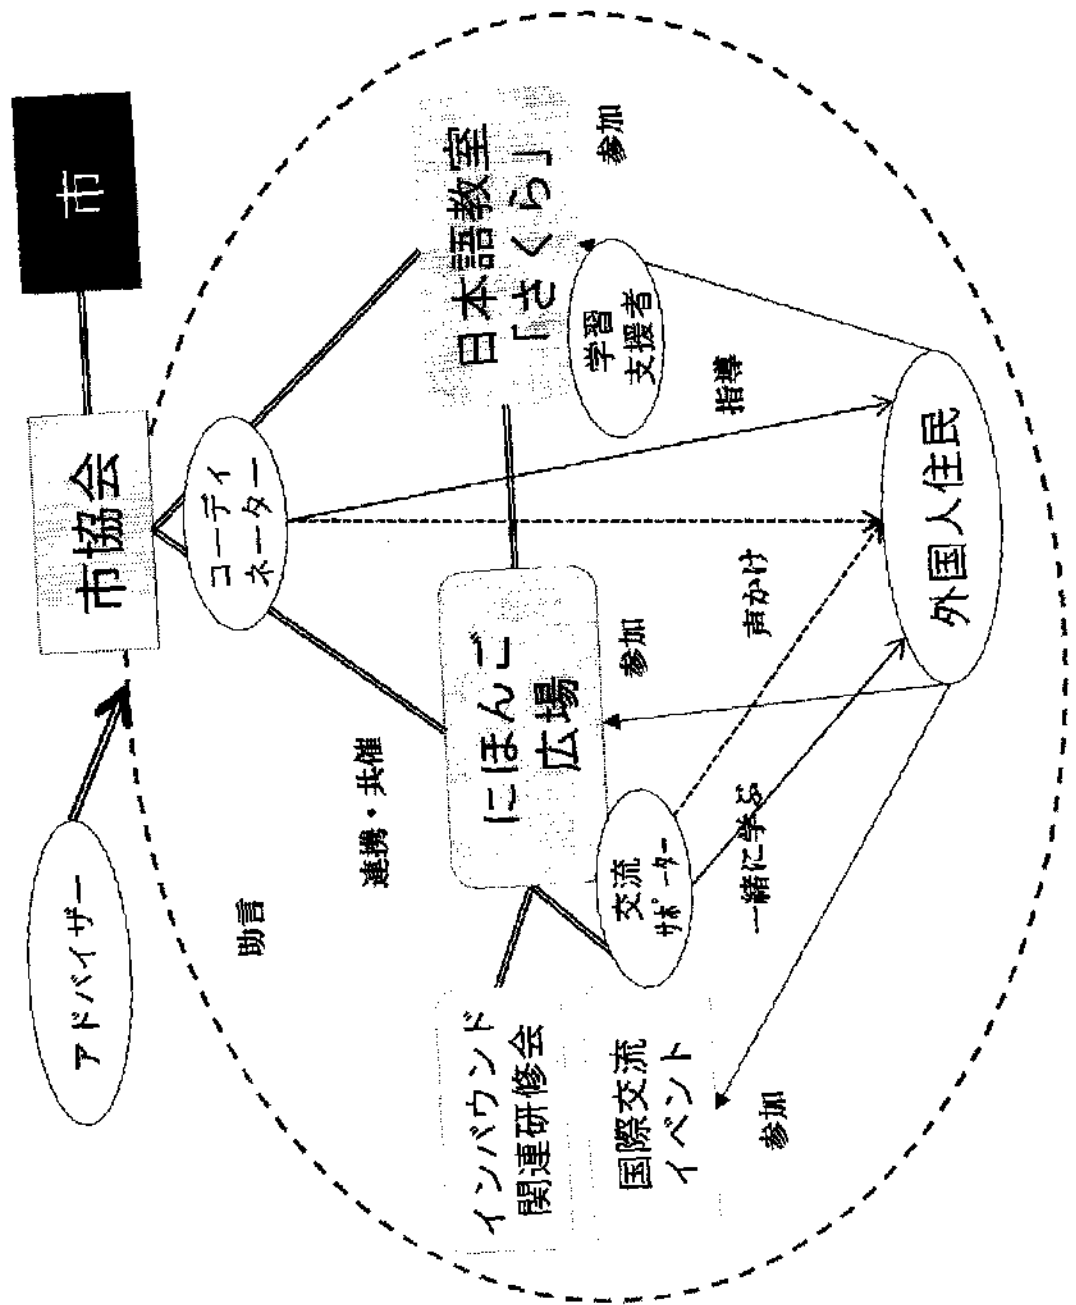 市
市協会
アドバイザー
助言
コーディ
ネーター
連携・共催
日本語教室
「さくら」
参加
学習
支援者
指導
にほんご
広場
参加
声かけ
交流
サポーター
一緒に学ぶ
インバウンド
関連研修会
国際交流
イベント
参加
外国人住民